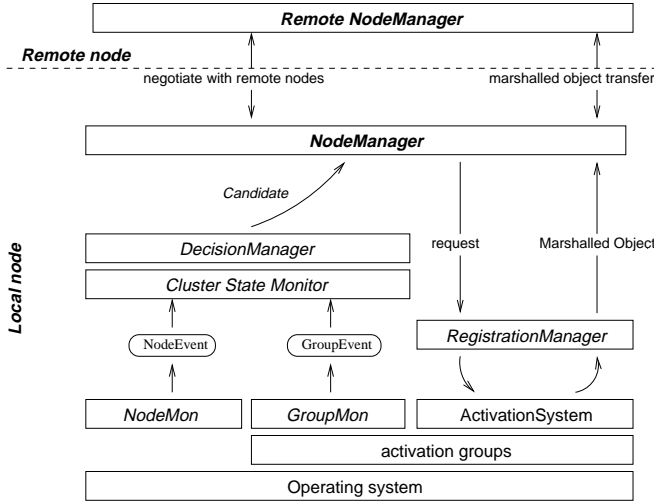 Remote NodeManager
Remote node
negotiate with remote nodes
marshalled object transfer
NodeManager
Candidate
DecisionManager
request
Marshalled Object
Cluster State Monitor
Local node
NodeEvent
GroupEvent
RegistrationManager
NodeMon
GroupMon
ActivationSystem
activation groups
Operating system